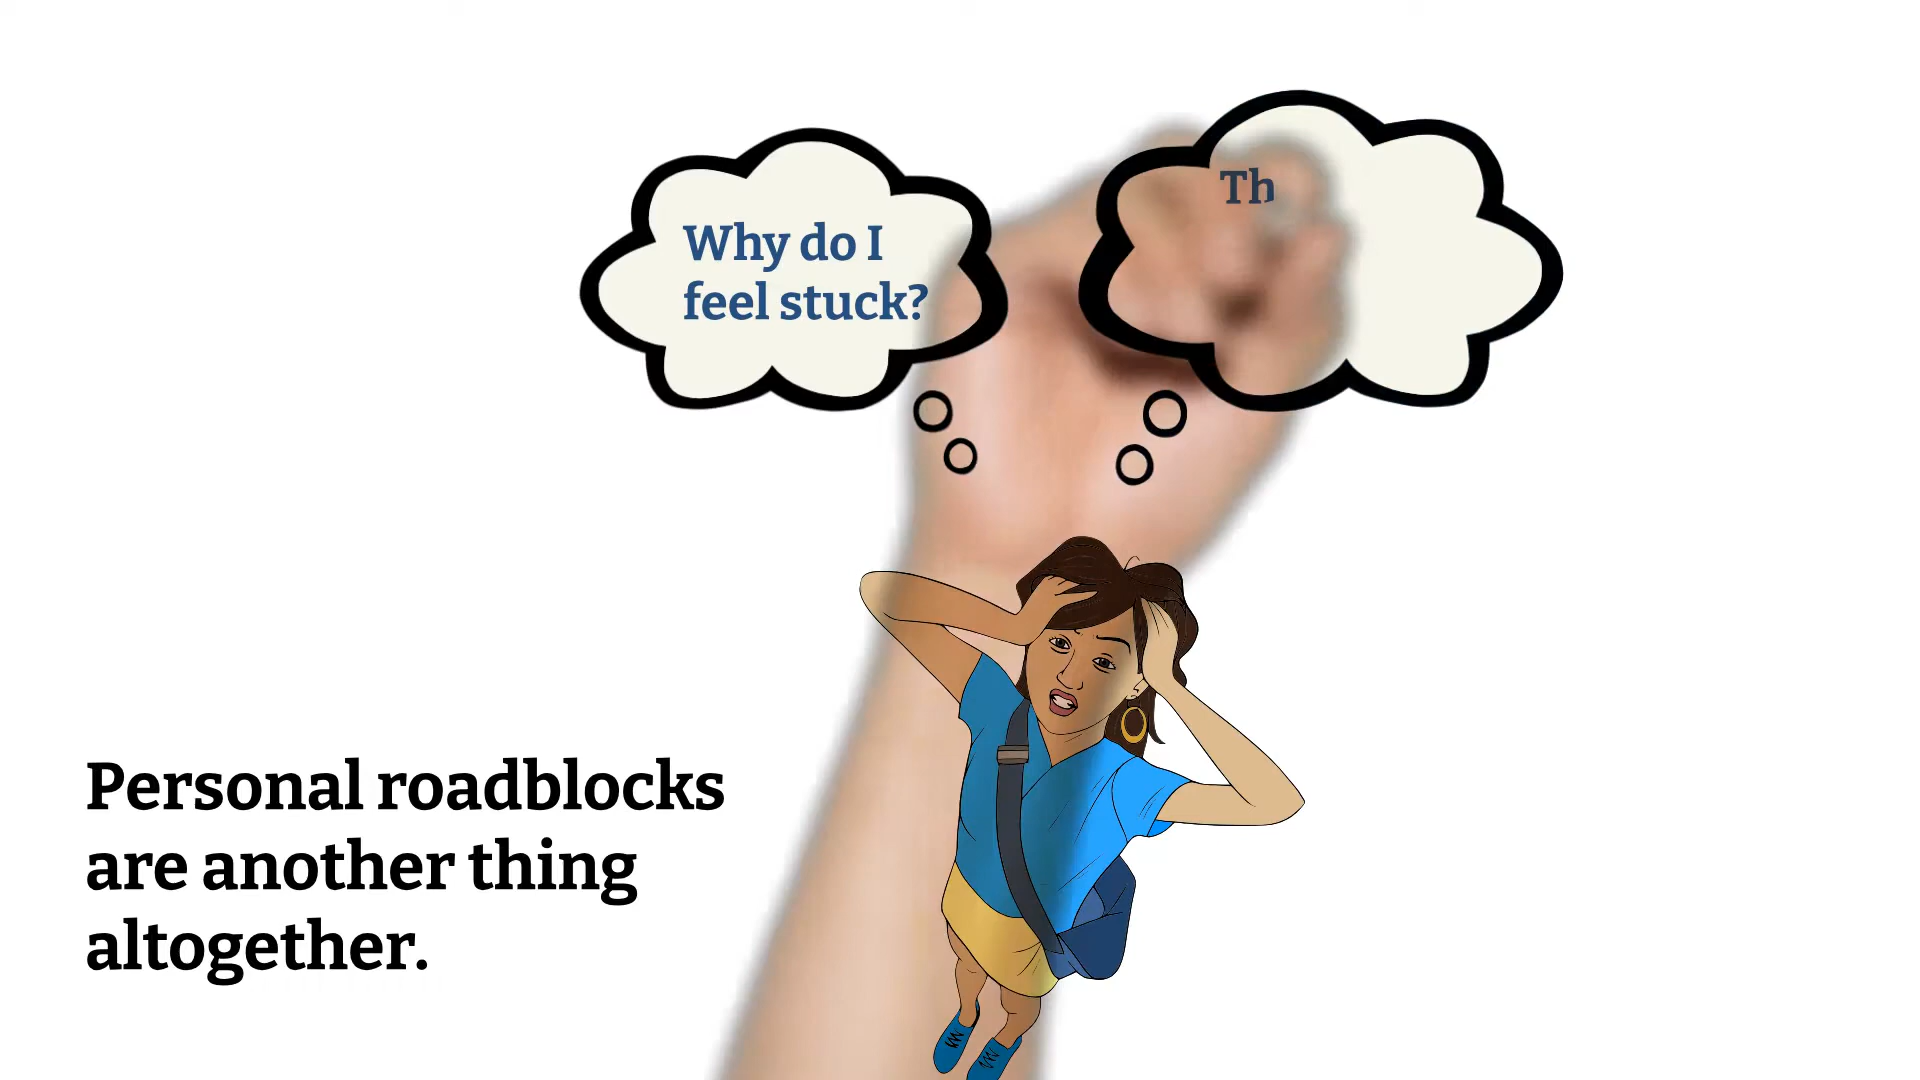 Why do I
feel stuck?
Th
Personal roadblocks
are another thing
altogether.